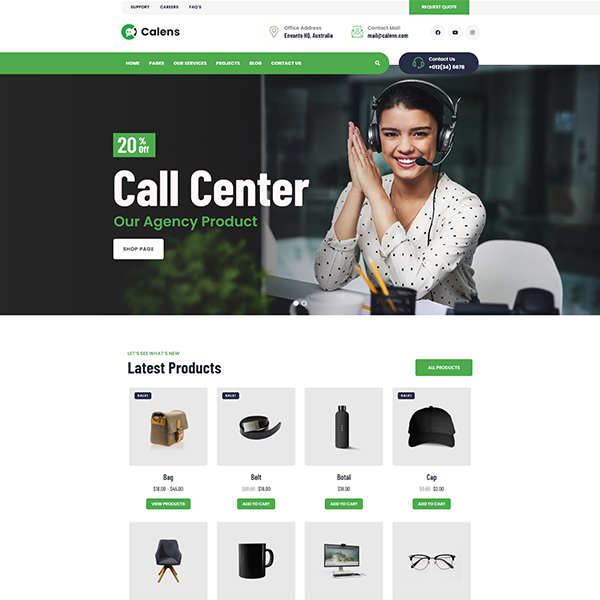 SUPPORT CAREERS FAQ'S
REQUEST QUOTE
Calens
Office Address
Envanto HQ, Australia
Contact Mail
mail@calens.com
HOME PAGES OUR SERVICES PROJECTS BLOG CONTACT US
Contact Us
+012(34) 5678
20 % Off
Call Center
Our Agency Product
SHOP PAGE
LET'S SEE WHAT'S NEW
Latest Products
ALL PRODUCTS
SALE!
SALE!
SALE!
Bag
$18.00 - $45.00
VIEW PRODUCTS
Belt
$18.00
ADD TO CART
Botal
$18.00
ADD TO CART
Cap
$3.00 $2.00
ADD TO CART